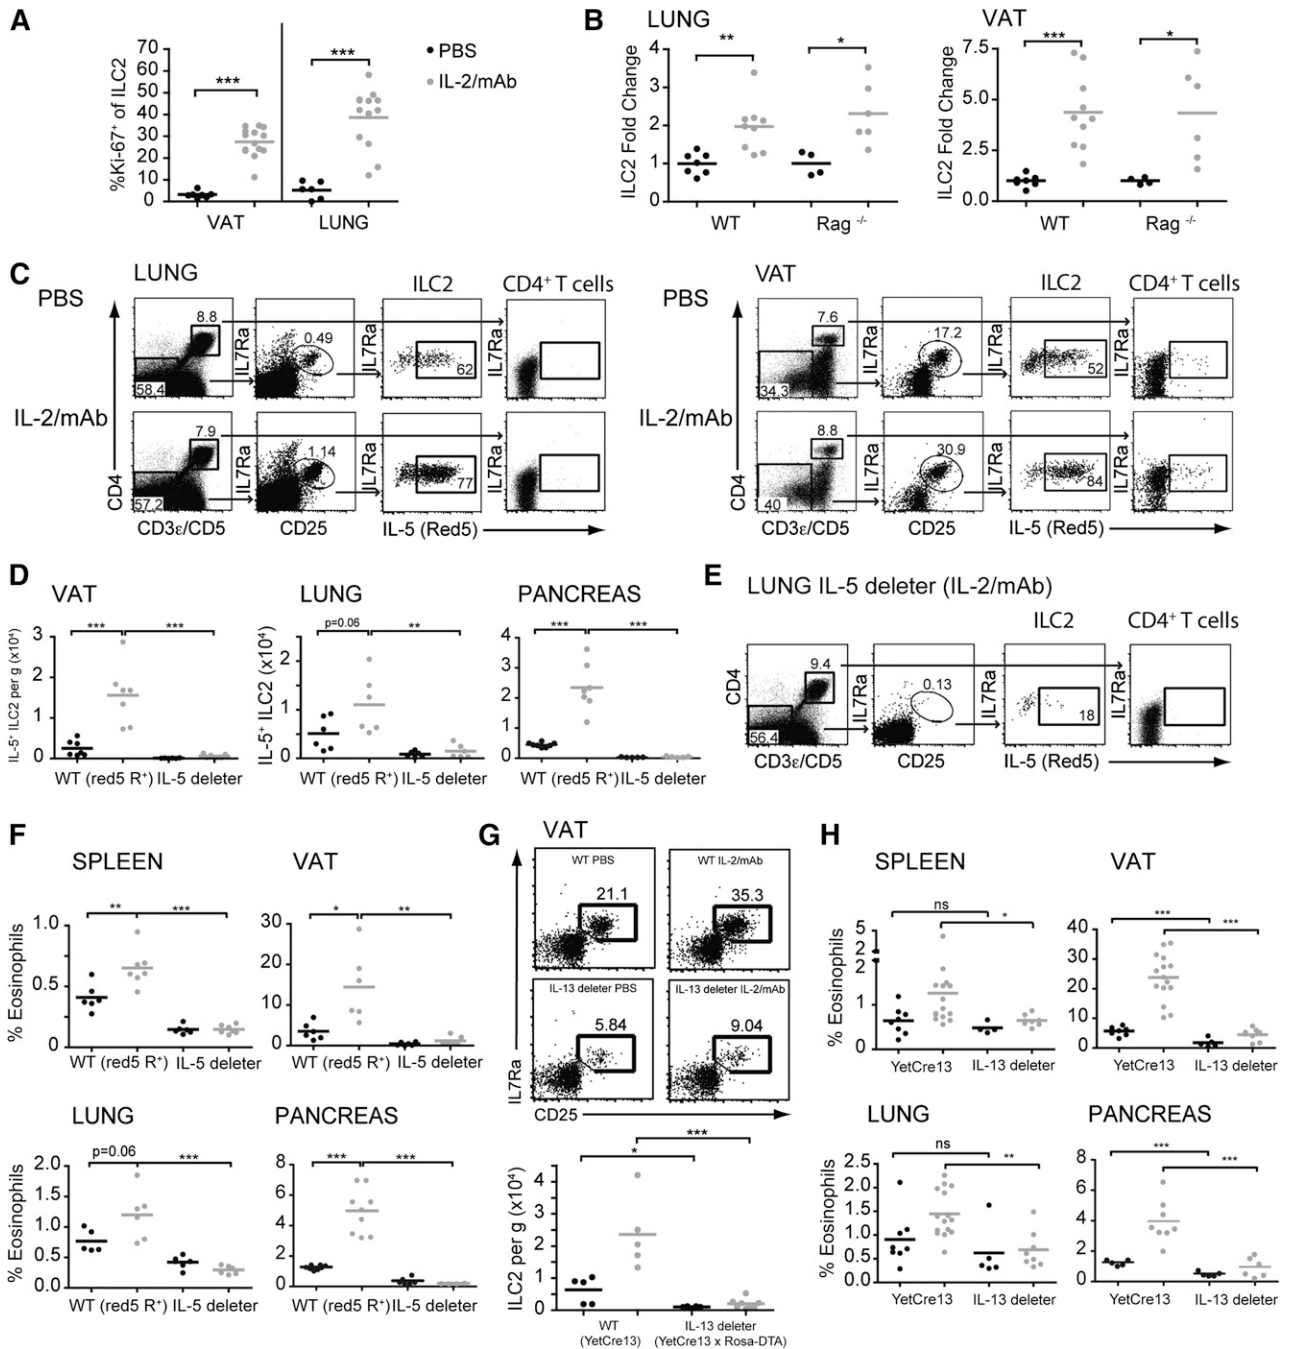 A
%Ki-67⁺ of ILC2
70
60
50
40
30
20
10
0
***
***
VAT
LUNG
PBS
IL-2/mAb
B
LUNG
ILC2 Fold Change
4
3
2
1
0
**
*
WT
Rag -/-
VAT
ILC2 Fold Change
7.5
5.0
2.5
0.0
***
*
WT
Rag -/-
C
LUNG
PBS
ILC2
CD4⁺ T cells
8.8
58.4
IL7Ra
0.49
IL7Ra
62
IL7Ra
IL-2/mAb
7.9
57.2
IL7Ra
1.14
IL7Ra
77
IL7Ra
CD4
CD3ε/CD5
CD25
IL-5 (Red5)
VAT
PBS
ILC2
CD4⁺ T cells
7.6
34.3
IL7Ra
17.2
IL7Ra
52
IL7Ra
IL-2/mAb
8.8
40
IL7Ra
30.9
IL7Ra
84
IL7Ra
CD4
CD3ε/CD5
CD25
IL-5 (Red5)
D
VAT
IL-5⁺ ILC2 per g (x10⁴)
3
2
1
0
***
***
WT (red5 R⁺)
IL-5 deleter
LUNG
IL-5⁺ ILC2 (x10⁴)
2
1
0
p=0.06
**
WT (red5 R⁺)
IL-5 deleter
PANCREAS
4
3
2
1
0
***
***
WT (red5 R⁺)
IL-5 deleter
E
LUNG IL-5 deleter (IL-2/mAb)
ILC2
CD4⁺ T cells
CD4
9.4
56.4
IL7Ra
0.13
IL7Ra
18
IL7Ra
CD3ε/CD5
CD25
IL-5 (Red5)
F
SPLEEN
% Eosinophils
1.0
0.5
0
**
***
WT (red5 R⁺)
IL-5 deleter
VAT
30
20
10
0
*
**
WT (red5 R⁺)
IL-5 deleter
LUNG
% Eosinophils
2.0
1.5
1.0
0.5
0.0
p=0.06
***
WT (red5 R⁺)
IL-5 deleter
PANCREAS
8
6
4
2
0
***
***
WT (red5 R⁺)
IL-5 deleter
G
VAT
WT PBS
21.1
WT IL-2/mAb
35.3
IL-13 deleter PBS
5.84
IL-13 deleter IL-2/mAb
9.04
IL7Ra
CD25
ILC2 per g (x10⁴)
5
4
3
2
1
0
*
***
WT
(YetCre13)
IL-13 deleter
(YetCre13 x Rosa-DTA)
H
SPLEEN
% Eosinophils
5
2
2
1
0
ns
*
YetCre13
IL-13 deleter
VAT
40
30
20
10
0
***
***
YetCre13
IL-13 deleter
LUNG
% Eosinophils
2.5
2.0
1.5
1.0
0.5
0.0
ns
**
YetCre13
IL-13 deleter
PANCREAS
8
6
4
2
0
***
***
YetCre13
IL-13 deleter